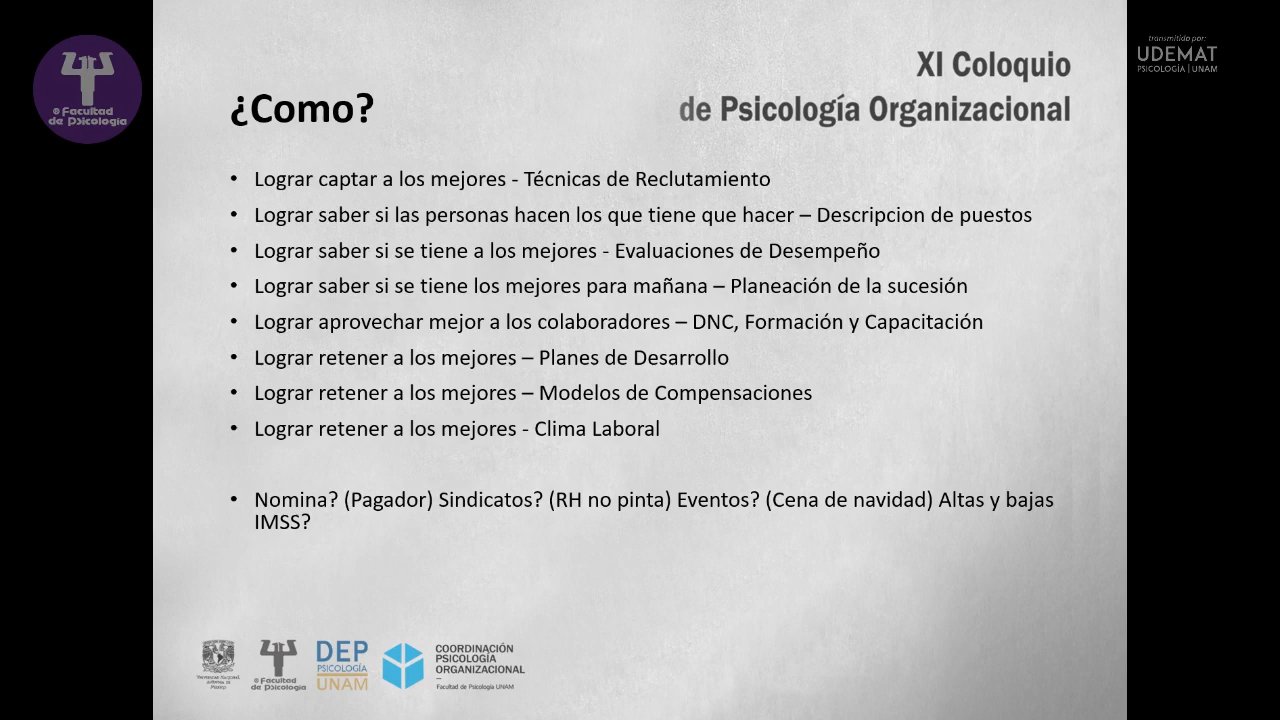 ® Facultad
de Psicología
transmitido por:
UDEMAT
PSICOLOGÍA | UNAM
XI Coloquio
de Psicología Organizacional
¿Como?
• Lograr captar a los mejores - Técnicas de Reclutamiento
• Lograr saber si las personas hacen los que tiene que hacer – Descripcion de puestos
• Lograr saber si se tiene a los mejores - Evaluaciones de Desempeño
• Lograr saber si se tiene los mejores para mañana – Planeación de la sucesión
• Lograr aprovechar mejor a los colaboradores – DNC, Formación y Capacitación
• Lograr retener a los mejores – Planes de Desarrollo
• Lograr retener a los mejores – Modelos de Compensaciones
• Lograr retener a los mejores - Clima Laboral
• Nomina? (Pagador) Sindicatos? (RH no pinta) Eventos? (Cena de navidad) Altas y bajas
IMSS?
® Facultad
de Psicología
DEP
PSICOLOGÍA
UNAM
COORDINACIÓN
PSICOLOGÍA
ORGANIZACIONAL
Facultad de Psicología UNAM